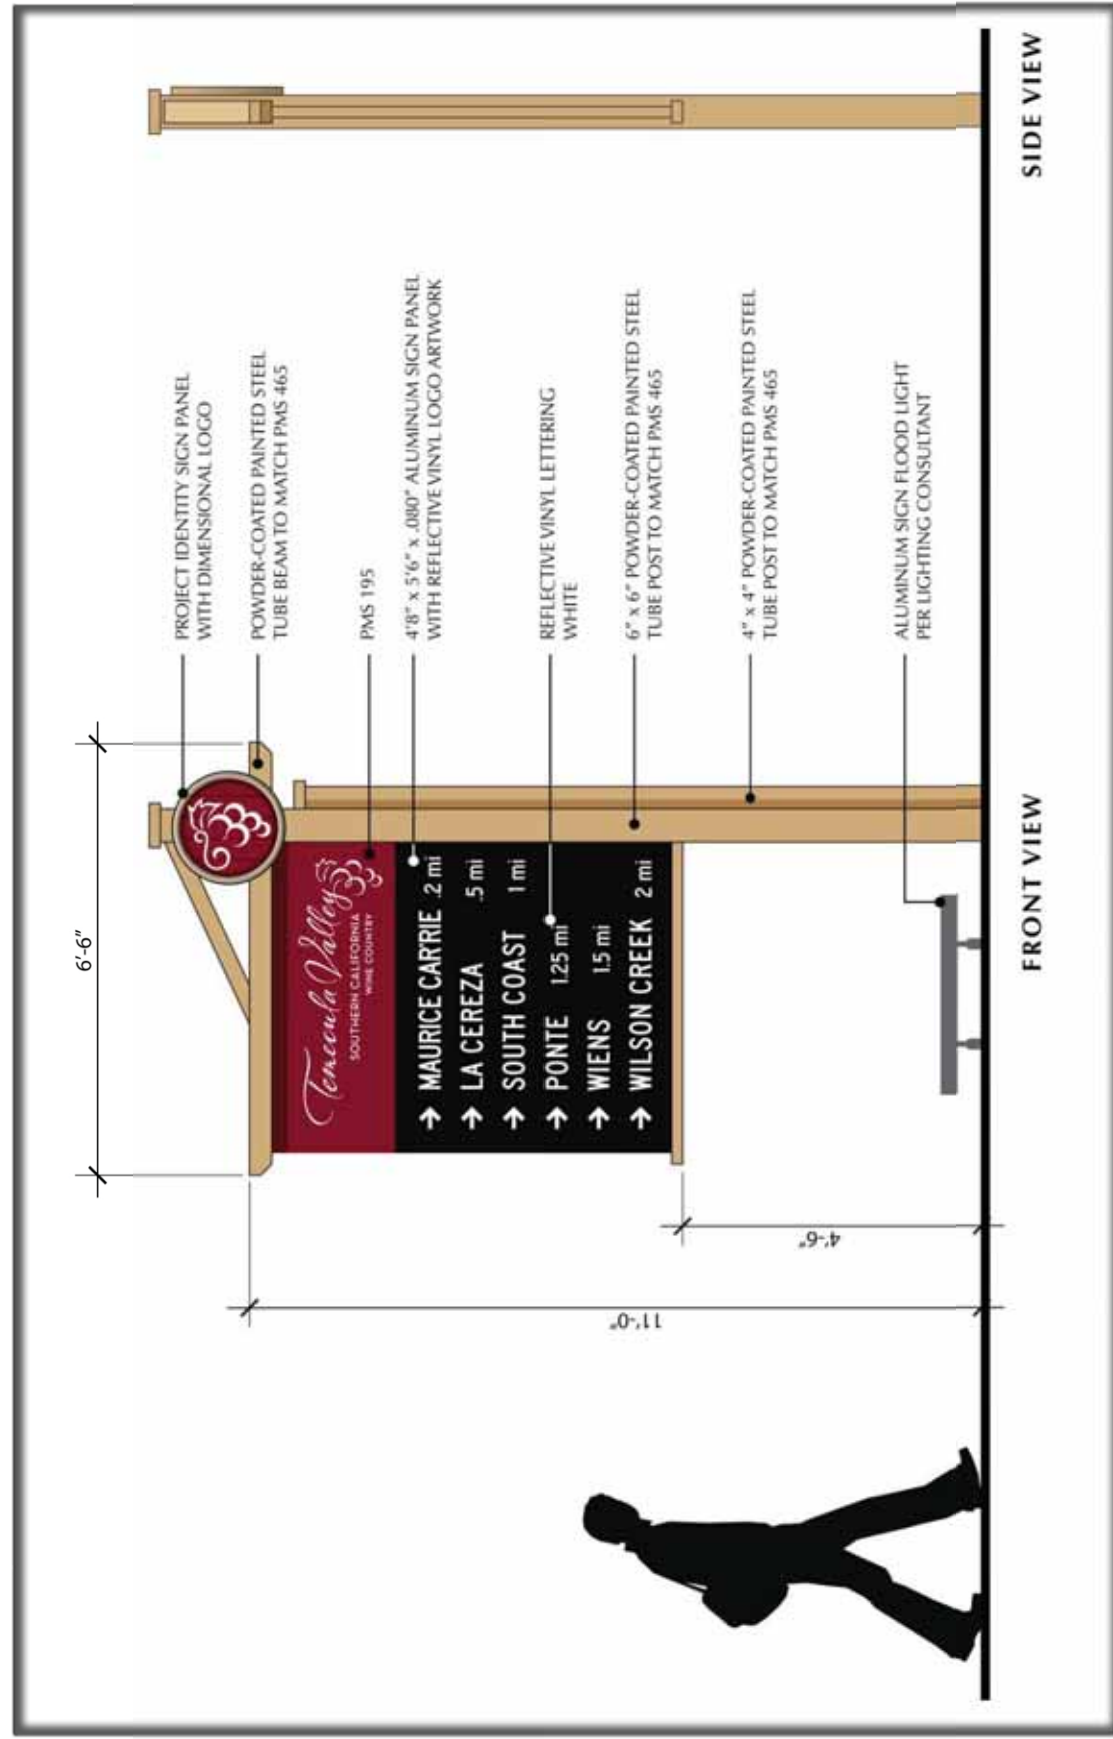 6'-6"
PROJECT IDENTITY SIGN PANEL
WITH DIMENSIONAL LOGO
POWDER-COATED PAINTED STEEL
TUBE BEAM TO MATCH PMS 465
PMS 195
4'8" x 5'6" x .080" ALUMINUM SIGN PANEL
WITH REFLECTIVE VINYL LOGO ARTWORK
REFLECTIVE VINYL LETTERING
WHITE
6" x 6" POWDER-COATED PAINTED STEEL
TUBE POST TO MATCH PMS 465
4" x 4" POWDER-COATED PAINTED STEEL
TUBE POST TO MATCH PMS 465
ALUMINUM SIGN FLOOD LIGHT
PER LIGHTING CONSULTANT
Temecula Valley
SOUTHERN CALIFORNIA
WINE COUNTRY
MAURICE CAR'RIE .2 mi
LA CEREZA .5 mi
SOUTH COAST 1 mi
PONTE 1.25 mi
WIENS 1.5 mi
WILSON CREEK 2 mi
11'-0"
4'-6"
FRONT VIEW
SIDE VIEW